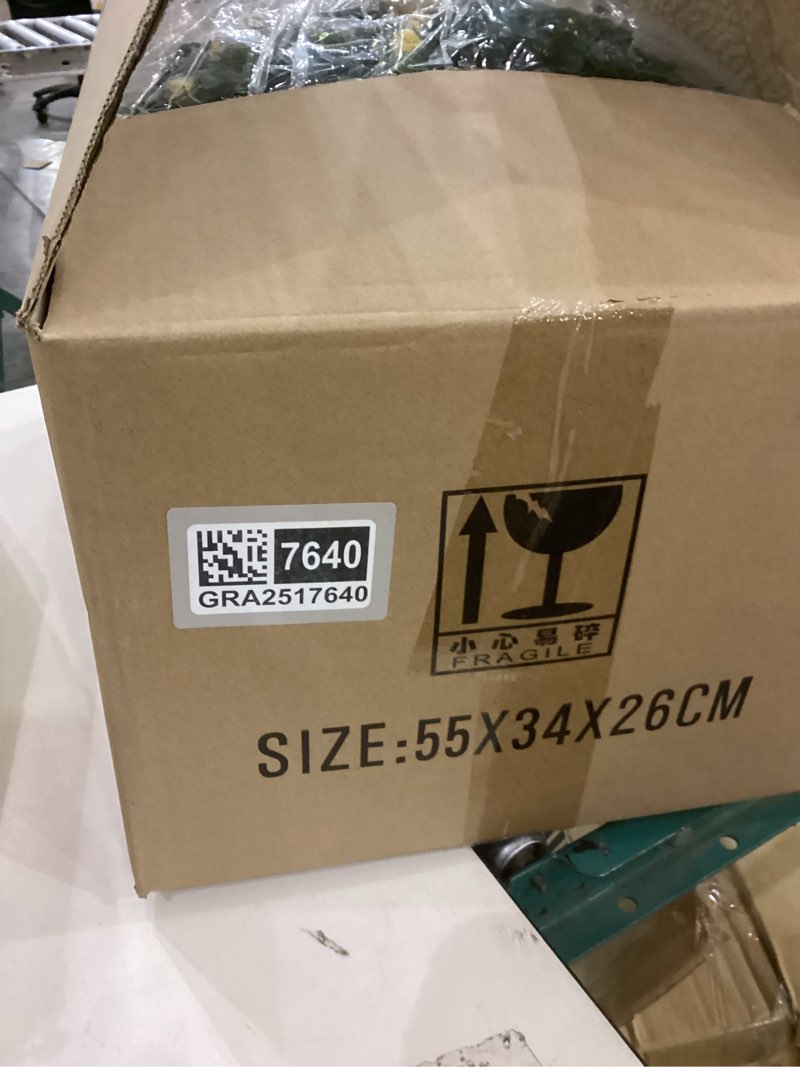 7640
GRA2517640
小心易碎
FRAGILE
SIZE:55X34X26CM